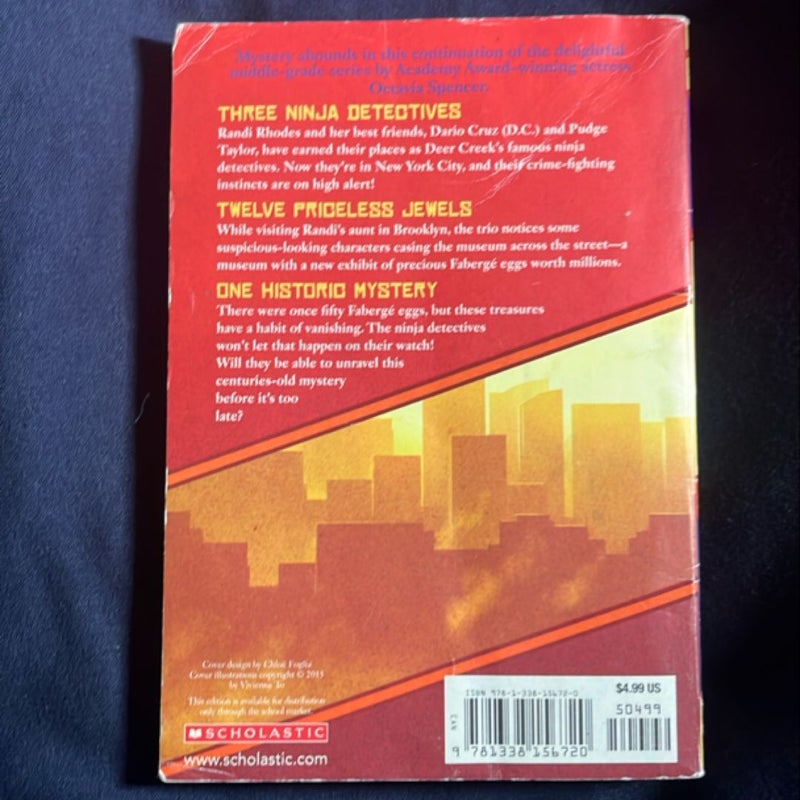 Mystery abounds in this continuation of the delightful
middle-grade series by Academy Award–winning actress
Octavia Spencer.
THREE NINJA DETECTIVES
Randi Rhodes and her best friends, Dario Cruz (D.C.) and Pudge
Taylor, have earned their places as Deer Creek's famous ninja
detectives. Now they're in New York City, and their crime-fighting
instincts are on high alert!
TWELVE PRICELESS JEWELS
While visiting Randi's aunt in Brooklyn, the trio notices some
suspicious-looking characters casing the museum across the street—a
museum with a new exhibit of precious Fabergé eggs worth millions.
ONE HISTORIC MYSTERY
There were once fifty Fabergé eggs, but these treasures
have a habit of vanishing. The ninja detectives
won't let that happen on their watch!
Will they be able to unravel this
centuries-old mystery
before it's too
late?
Cover design by Chloë Foglia
Cover illustrations copyright © 2015
by Vivienne To
This edition is available for distribution
only through the school market.
SCHOLASTIC
www.scholastic.com
ISBN 978-1-338-15672-0
$4.99 US
50499
CAN
9 781338 156720